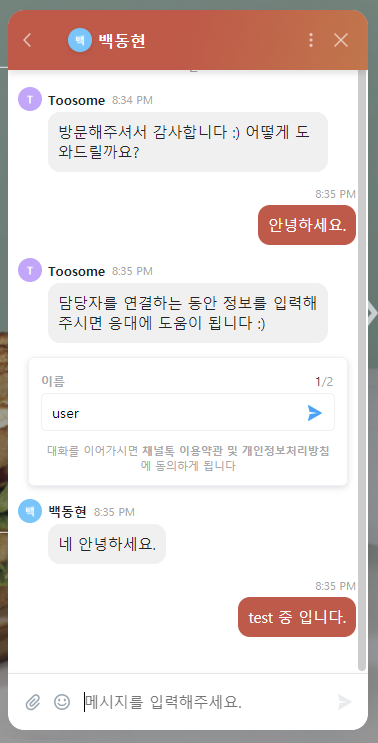 백 백동현
T Toosome 8:34 PM
방문해주셔서 감사합니다 :) 어떻게 도
와드릴까요?
8:35 PM
안녕하세요.
T Toosome 8:35 PM
담당자를 연결하는 동안 정보를 입력해
주시면 응대에 도움이 됩니다 :)
이름 1/2
user
대화를 이어가시면 채널톡 이용약관 및 개인정보처리방침
에 동의하게 됩니다
백 백동현 8:35 PM
네 안녕하세요.
8:35 PM
test 중 입니다.
메시지를 입력해주세요.